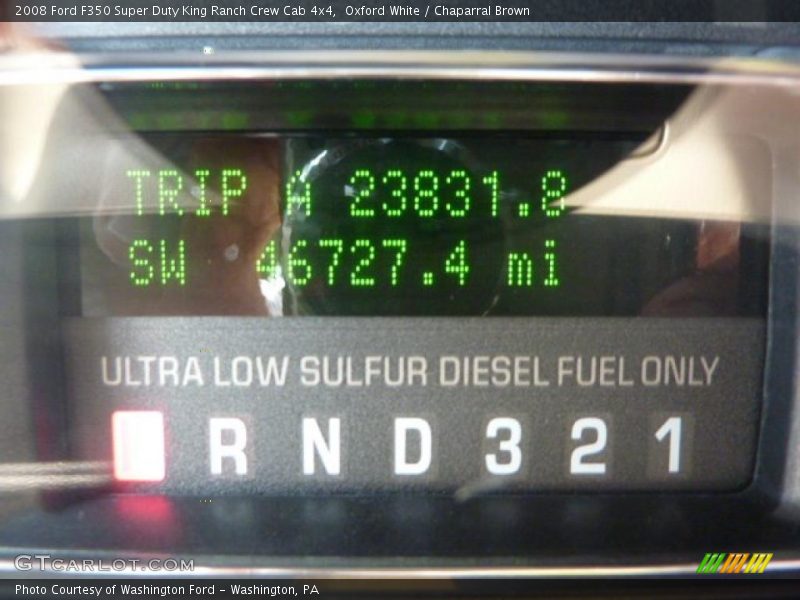 2008 Ford F350 Super Duty King Ranch Crew Cab 4x4,  Oxford White / Chaparral Brown
TRIP A 23831.8
SW 46727.4 mi
ULTRA LOW SULFUR DIESEL FUEL ONLY
R N D 3 2 1
GTCARLOT.COM
Photo Courtesy of Washington Ford - Washington, PA